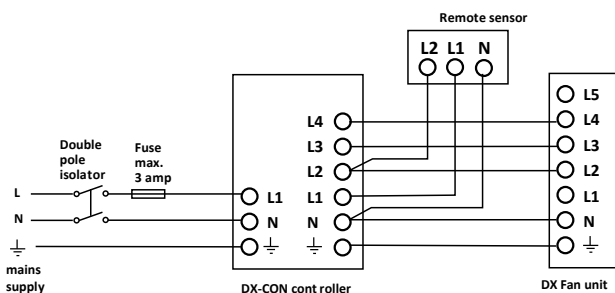 Remote sensor
L2 L1 N
Double
pole
isolator
Fuse
max.
3 amp
L
N
mains
supply
L1
N
L4
L3
L2
L1
N
DX-CON cont roller
L5
L4
L3
L2
L1
N
DX Fan unit